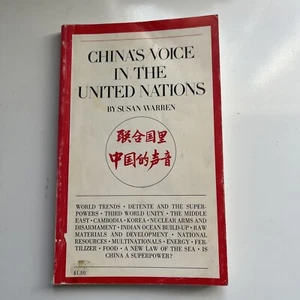 CHINA'S VOICE
IN THE
UNITED NATIONS
BY SUSAN WARREN
联合国里
中国的声音
WORLD TRENDS • DETENTE AND THE SUPER-
POWERS • THIRD WORLD UNITY • THE MIDDLE
EAST • CAMBODIA • KOREA • NUCLEAR ARMS AND
DISARMAMENT • INDIAN OCEAN BUILD-UP • RAW
MATERIALS AND DEVELOPMENT • NATIONAL
RESOURCES • MULTINATIONALS • ENERGY • FER-
TILIZER • FOOD • A NEW LAW OF THE SEA • IS
CHINA A SUPERPOWER?